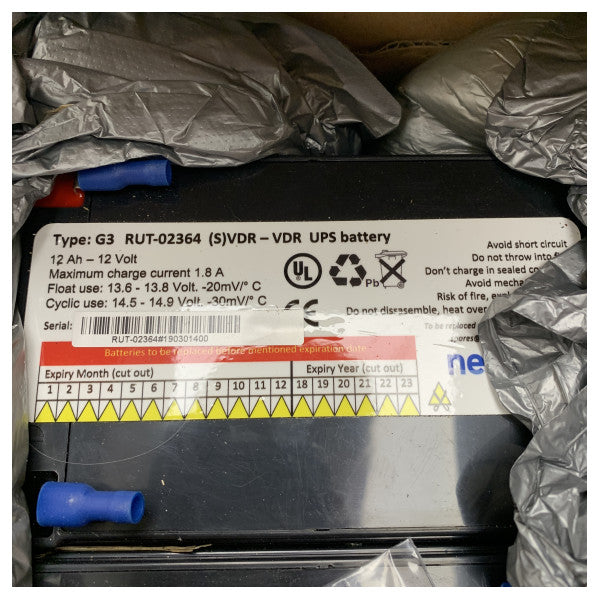 Type: G3 RUT-02364 (S)VDR – VDR UPS battery
12 Ah – 12 Volt
Maximum charge current 1.8 A
Float use: 13.6 - 13.8 Volt. -20mV/° C
Cyclic use: 14.5 - 14.9 Volt. -30mV/° C
UL
Pb
CE
Avoid short circuit
Do not throw into
Don't charge in sealed
Avoid
Risk of fire,
Do not disassemble, heat over
To be replaced
Serial:
RUT-02364#190301400
Batteries to be replaced before mentioned expiration date
Expiry Month (cut out) Expiry Year (cut out)
1 2 3 4 5 6 7 8 9 10 11 12 18 19 20 21 22 23